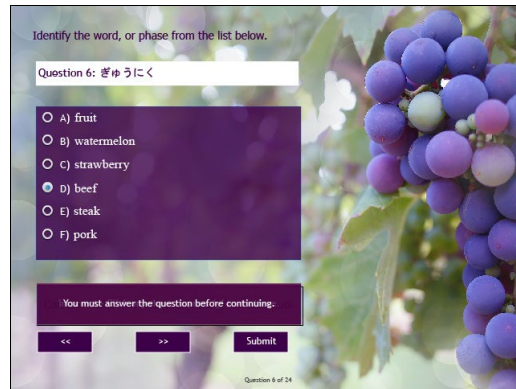 Identify the word, or phase from the list below.
Question 6: ぎゅうにく
A) fruit
B) watermelon
C) strawberry
D) beef
E) steak
F) pork
You must answer the question before continuing.
<<
>>
Submit
Question 6 of 24